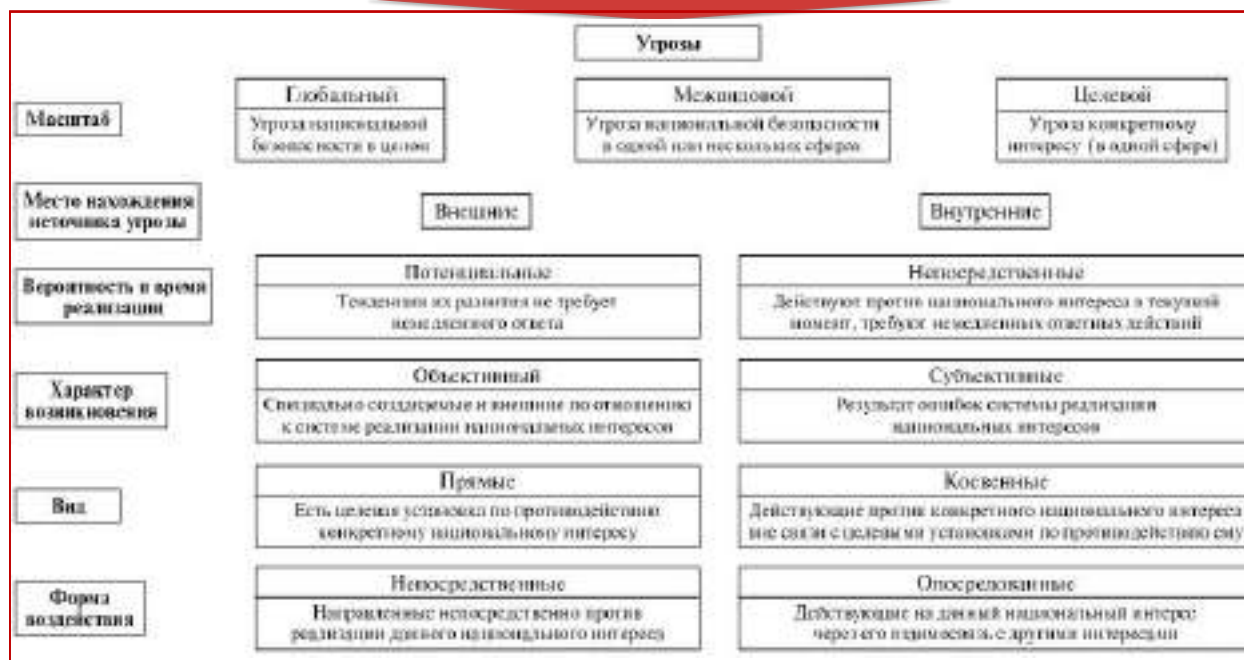 Угрозы
Масштаб
Глобальный
Угроза национальной
безопасности в целом
Межвидовой
Угроза национальной безопасности
в одной или нескольких сферах
Целевой
Угроза конкретному
интересу (в одной сфере)
Место нахождения
источника угрозы
Внешние
Внутренние
Вероятность и время
реализации
Потенциальные
Тенденция их развития не требует
немедленного ответа
Непосредственные
Действуют против национального интереса в текущий
момент, требуют немедленных ответных действий
Характер
возникновения
Объективный
Специально создаваемые и внешние по отношению
к системе реализации национальных интересов
Субъективные
Результат ошибок системы реализации
национальных интересов
Вид
Прямые
Есть целевая установка по противодействию
конкретному национальному интересу
Косвенные
Действующие против конкретного национального интереса
вне связи с целевыми установками по противодействию ему
Форма
воздействия
Непосредственные
Направленные непосредственно против
реализации данного национального интереса
Опосредованные
Действующие на данный национальный интерес
через его взаимосвязь с другими интересами